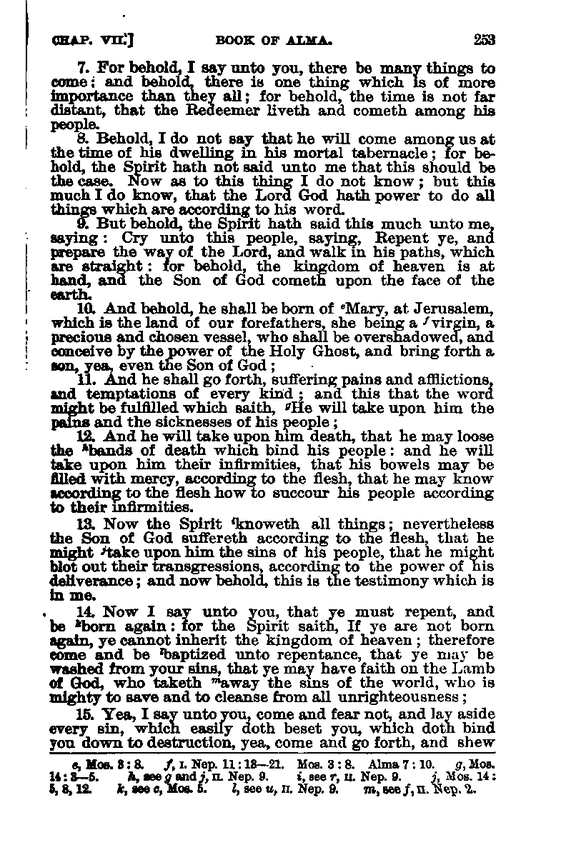 CHAP. VII.] BOOK OF ALMA. 253
7. For behold, I say unto you, there be many things to
come; and behold, there is one thing which is of more
importance than they all; for behold, the time is not far
distant, that the Redeemer liveth and cometh among his
people.
8. Behold, I do not say that he will come among us at
the time of his dwelling in his mortal tabernacle; for be-
hold, the Spirit hath not said unto me that this should be
the case. Now as to this thing I do not know; but this
much I do know, that the Lord God hath power to do all
things which are according to his word.
9. But behold, the Spirit hath said this much unto me,
saying: Cry unto this people, saying, Repent ye, and
prepare the way of the Lord, and walk in his paths, which
are straight: for behold, the kingdom of heaven is at
hand, and the Son of God cometh upon the face of the
earth.
10. And behold, he shall be born of ᵉMary, at Jerusalem,
which is the land of our forefathers, she being a ᶠvirgin, a
precious and chosen vessel, who shall be overshadowed, and
conceive by the power of the Holy Ghost, and bring forth a
son, yea, even the Son of God;
11. And he shall go forth, suffering pains and afflictions,
and temptations of every kind; and this that the word
might be fulfilled which saith, ᵍHe will take upon him the
pains and the sicknesses of his people;
12. And he will take upon him death, that he may loose
the ʰbands of death which bind his people: and he will
take upon him their infirmities, that his bowels may be
filled with mercy, according to the flesh, that he may know
according to the flesh how to succour his people according
to their infirmities.
13. Now the Spirit ⁱknoweth all things; nevertheless
the Son of God suffereth according to the flesh, that he
might ʲtake upon him the sins of his people, that he might
blot out their transgressions, according to the power of his
deliverance; and now behold, this is the testimony which is
in me.
14. Now I say unto you, that ye must repent, and
be ᵏborn again: for the Spirit saith, If ye are not born
again, ye cannot inherit the kingdom of heaven; therefore
come and be ˡbaptized unto repentance, that ye may be
washed from your sins, that ye may have faith on the Lamb
of God, who taketh ᵐaway the sins of the world, who is
mighty to save and to cleanse from all unrighteousness;
15. Yea, I say unto you, come and fear not, and lay aside
every sin, which easily doth beset you, which doth bind
you down to destruction, yea, come and go forth, and shew
e, Mos. 3:8. f, I. Nep. 11:18—21. Mos. 3:8. Alma 7:10. g, Mos.
14:3—5. h, see g and j, II. Nep. 9. i, see r, II. Nep. 9. j, Mos. 14:
5, 8, 12. k, see c, Mos. 5. l, see u, II. Nep. 9. m, see f, II. Nep. 2.